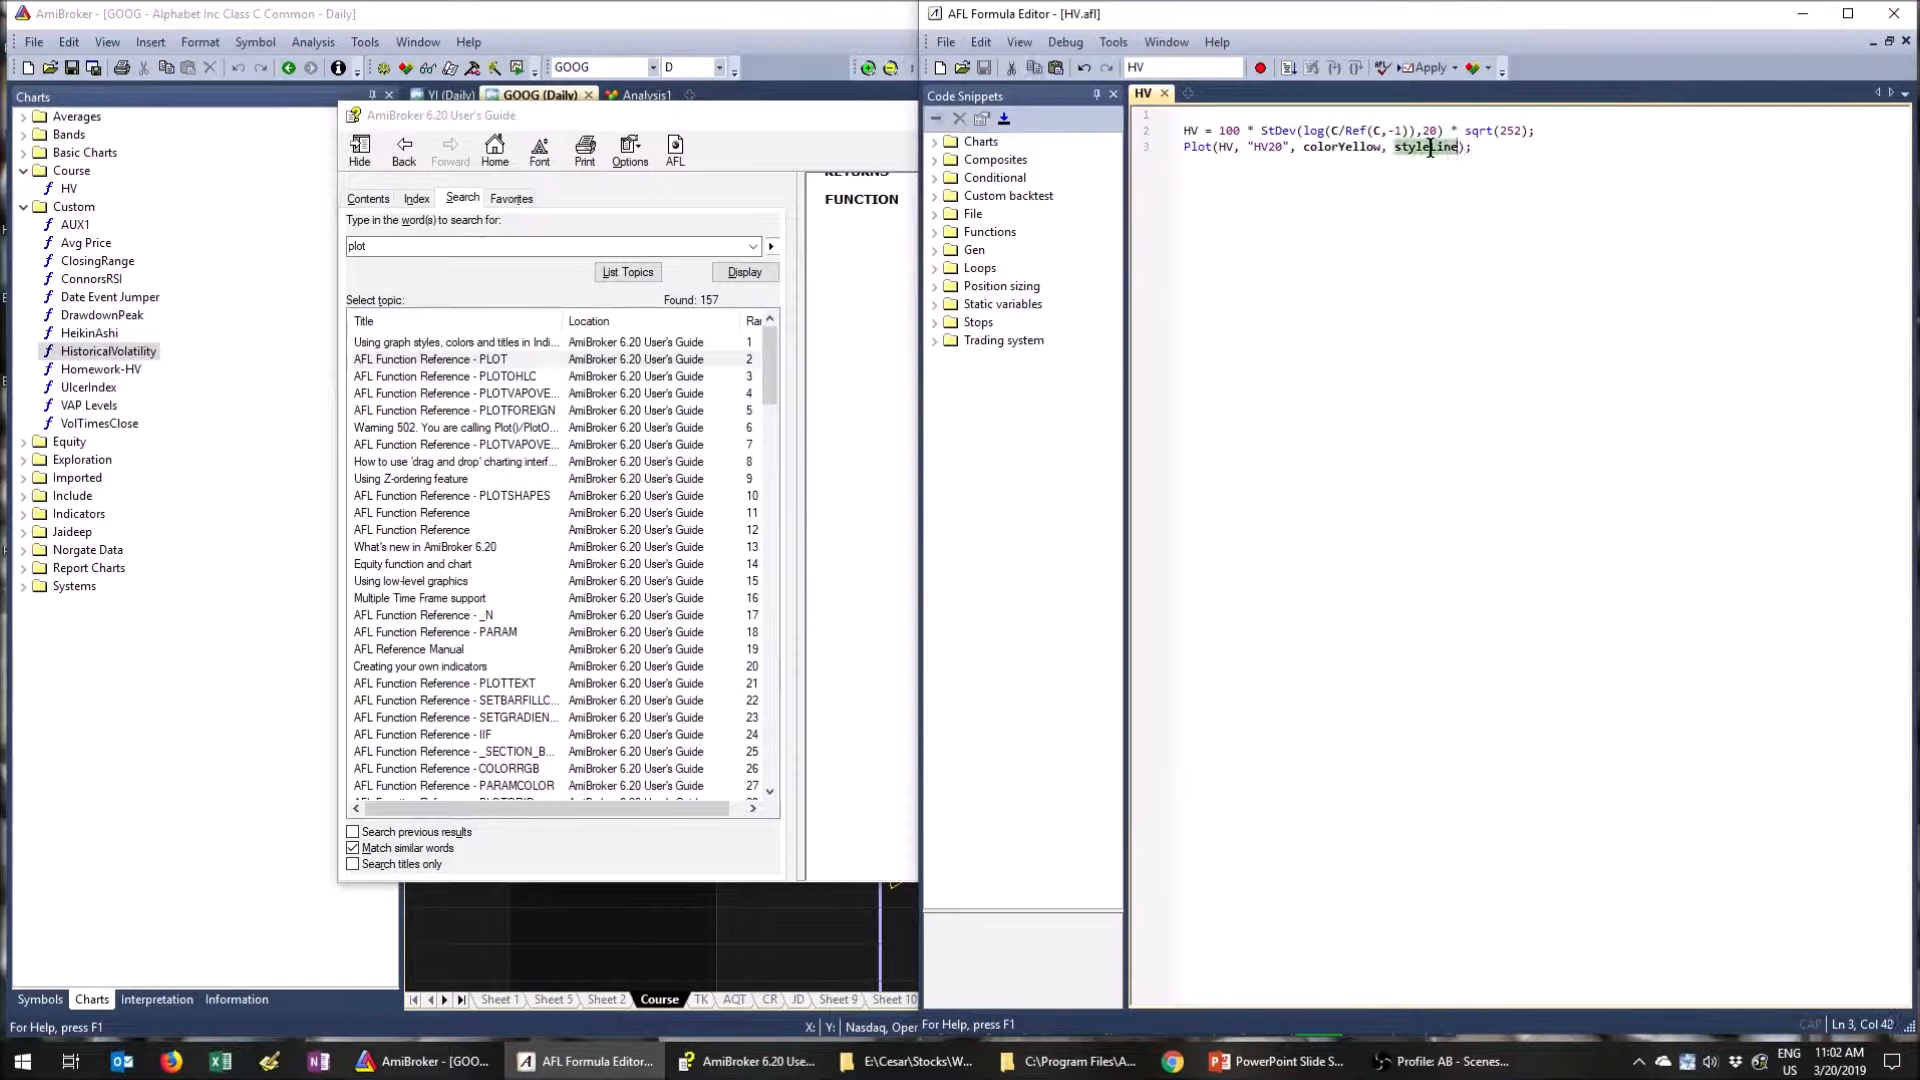 AmiBroker - [GOOG - Alphabet Inc Class C Common - Daily]
File Edit View Insert Format Symbol Analysis Tools Window Help
GOOG D
Charts
YI (Daily) GOOG (Daily) Analysis1
Averages
Bands
Basic Charts
Course
HV
Custom
AUX1
Avg Price
ClosingRange
ConnorsRSI
Date Event Jumper
DrawdownPeak
HeikinAshi
HistoricalVolatility
Homework-HV
UlcerIndex
VAP Levels
VolTimesClose
Equity
Exploration
Imported
Include
Indicators
Jaideep
Norgate Data
Report Charts
Systems
Symbols Charts Interpretation Information
For Help, press F1
AmiBroker 6.20 User's Guide
Hide Back Forward Home Font Print Options AFL
Contents Index Search Favorites
Type in the word(s) to search for:
plot
List Topics Display
Select topic: Found: 157
Title Location Ra
Using graph styles, colors and titles in Indi... AmiBroker 6.20 User's Guide 1
AFL Function Reference - PLOT AmiBroker 6.20 User's Guide 2
AFL Function Reference - PLOTOHLC AmiBroker 6.20 User's Guide 3
AFL Function Reference - PLOTVAPOVE... AmiBroker 6.20 User's Guide 4
AFL Function Reference - PLOTFOREIGN AmiBroker 6.20 User's Guide 5
Warning 502. You are calling Plot()/PlotO... AmiBroker 6.20 User's Guide 6
AFL Function Reference - PLOTVAPOVE... AmiBroker 6.20 User's Guide 7
How to use 'drag and drop' charting interf... AmiBroker 6.20 User's Guide 8
Using Z-ordering feature AmiBroker 6.20 User's Guide 9
AFL Function Reference - PLOTSHAPES AmiBroker 6.20 User's Guide 10
AFL Function Reference AmiBroker 6.20 User's Guide 11
AFL Function Reference AmiBroker 6.20 User's Guide 12
What's new in AmiBroker 6.20 AmiBroker 6.20 User's Guide 13
Equity function and chart AmiBroker 6.20 User's Guide 14
Using low-level graphics AmiBroker 6.20 User's Guide 15
Multiple Time Frame support AmiBroker 6.20 User's Guide 16
AFL Function Reference - _N AmiBroker 6.20 User's Guide 17
AFL Function Reference - PARAM AmiBroker 6.20 User's Guide 18
AFL Reference Manual AmiBroker 6.20 User's Guide 19
Creating your own indicators AmiBroker 6.20 User's Guide 20
AFL Function Reference - PLOTTEXT AmiBroker 6.20 User's Guide 21
AFL Function Reference - SETBARFILLC... AmiBroker 6.20 User's Guide 22
AFL Function Reference - SETGRADIEN... AmiBroker 6.20 User's Guide 23
AFL Function Reference - IIF AmiBroker 6.20 User's Guide 24
AFL Function Reference - _SECTION_B... AmiBroker 6.20 User's Guide 25
AFL Function Reference - COLORRGB AmiBroker 6.20 User's Guide 26
AFL Function Reference - PARAMCOLOR AmiBroker 6.20 User's Guide 27
Search previous results
Match similar words
Search titles only
RETURNS
FUNCTION
Sheet 1 Sheet 5 Sheet 2 Course TK AQT CR JD Sheet 9 Sheet 10
X: Y: Nasdaq, Oper
AFL Formula Editor - [HV.afl]
File Edit View Debug Tools Window Help
HV Apply
Code Snippets
Charts
Composites
Conditional
Custom backtest
File
Functions
Gen
Loops
Position sizing
Static variables
Stops
Trading system
HV
1
2 HV = 100 * StDev(log(C/Ref(C,-1)),20) * sqrt(252);
3 Plot(HV, "HV20", colorYellow, styleLine);
For Help, press F1
CAP Ln 3, Col 42
AmiBroker - [GOO... AFL Formula Editor... AmiBroker 6.20 Use... E:\Cesar\Stocks\W... C:\Program Files\A... PowerPoint Slide S... Profile: AB - Scenes...
ENG US
11:02 AM
3/20/2019